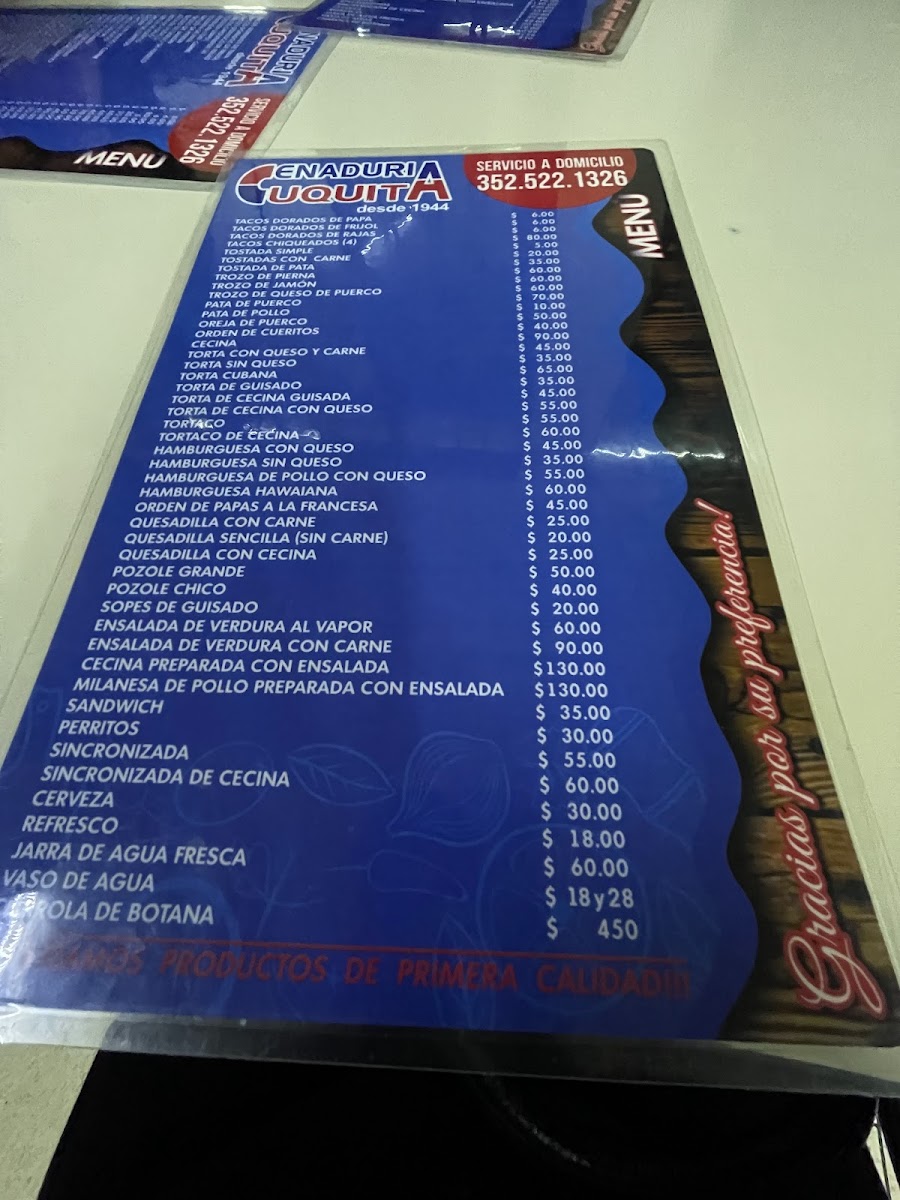 CENADURIA
CUQUITA
desde 1944
SERVICIO A DOMICILIO
352.522.1326
MENU
TACOS DORADOS DE PAPA $ 6.00
TACOS DORADOS DE FRIJOL $ 6.00
TACOS DORADOS DE RAJAS $ 6.00
TACOS CHIQUEADOS (4) $ 80.00
TOSTADA SIMPLE $ 5.00
TOSTADAS CON CARNE $ 20.00
TOSTADA DE PATA $ 35.00
TROZO DE PIERNA $ 60.00
TROZO DE JAMÓN $ 60.00
TROZO DE QUESO DE PUERCO $ 60.00
PATA DE PUERCO $ 70.00
PATA DE POLLO $ 10.00
OREJA DE PUERCO $ 50.00
ORDEN DE CUERITOS $ 40.00
CECINA $ 90.00
TORTA CON QUESO Y CARNE $ 45.00
TORTA SIN QUESO $ 35.00
TORTA CUBANA $ 65.00
TORTA DE GUISADO $ 35.00
TORTA DE CECINA GUISADA $ 45.00
TORTA DE CECINA CON QUESO $ 55.00
TORTACO $ 55.00
TORTACO DE CECINA $ 60.00
HAMBURGUESA CON QUESO $ 45.00
HAMBURGUESA SIN QUESO $ 35.00
HAMBURGUESA DE POLLO CON QUESO $ 55.00
HAMBURGUESA HAWAIANA $ 60.00
ORDEN DE PAPAS A LA FRANCESA $ 45.00
QUESADILLA CON CARNE $ 25.00
QUESADILLA SENCILLA (SIN CARNE) $ 20.00
QUESADILLA CON CECINA $ 25.00
POZOLE GRANDE $ 50.00
POZOLE CHICO $ 40.00
SOPES DE GUISADO $ 20.00
ENSALADA DE VERDURA AL VAPOR $ 60.00
ENSALADA DE VERDURA CON CARNE $ 90.00
CECINA PREPARADA CON ENSALADA $130.00
MILANESA DE POLLO PREPARADA CON ENSALADA $130.00
SANDWICH $ 35.00
PERRITOS $ 30.00
SINCRONIZADA $ 55.00
SINCRONIZADA DE CECINA $ 60.00
CERVEZA $ 30.00
REFRESCO $ 18.00
JARRA DE AGUA FRESCA $ 60.00
VASO DE AGUA $ 18 y 28
DE BOTANA $ 450
PRODUCTOS DE PRIMERA CALIDAD!!!
Gracias por su preferencia!
CUQUITA
SERVICIO A DOMICILIO
352.522.1326
MENU